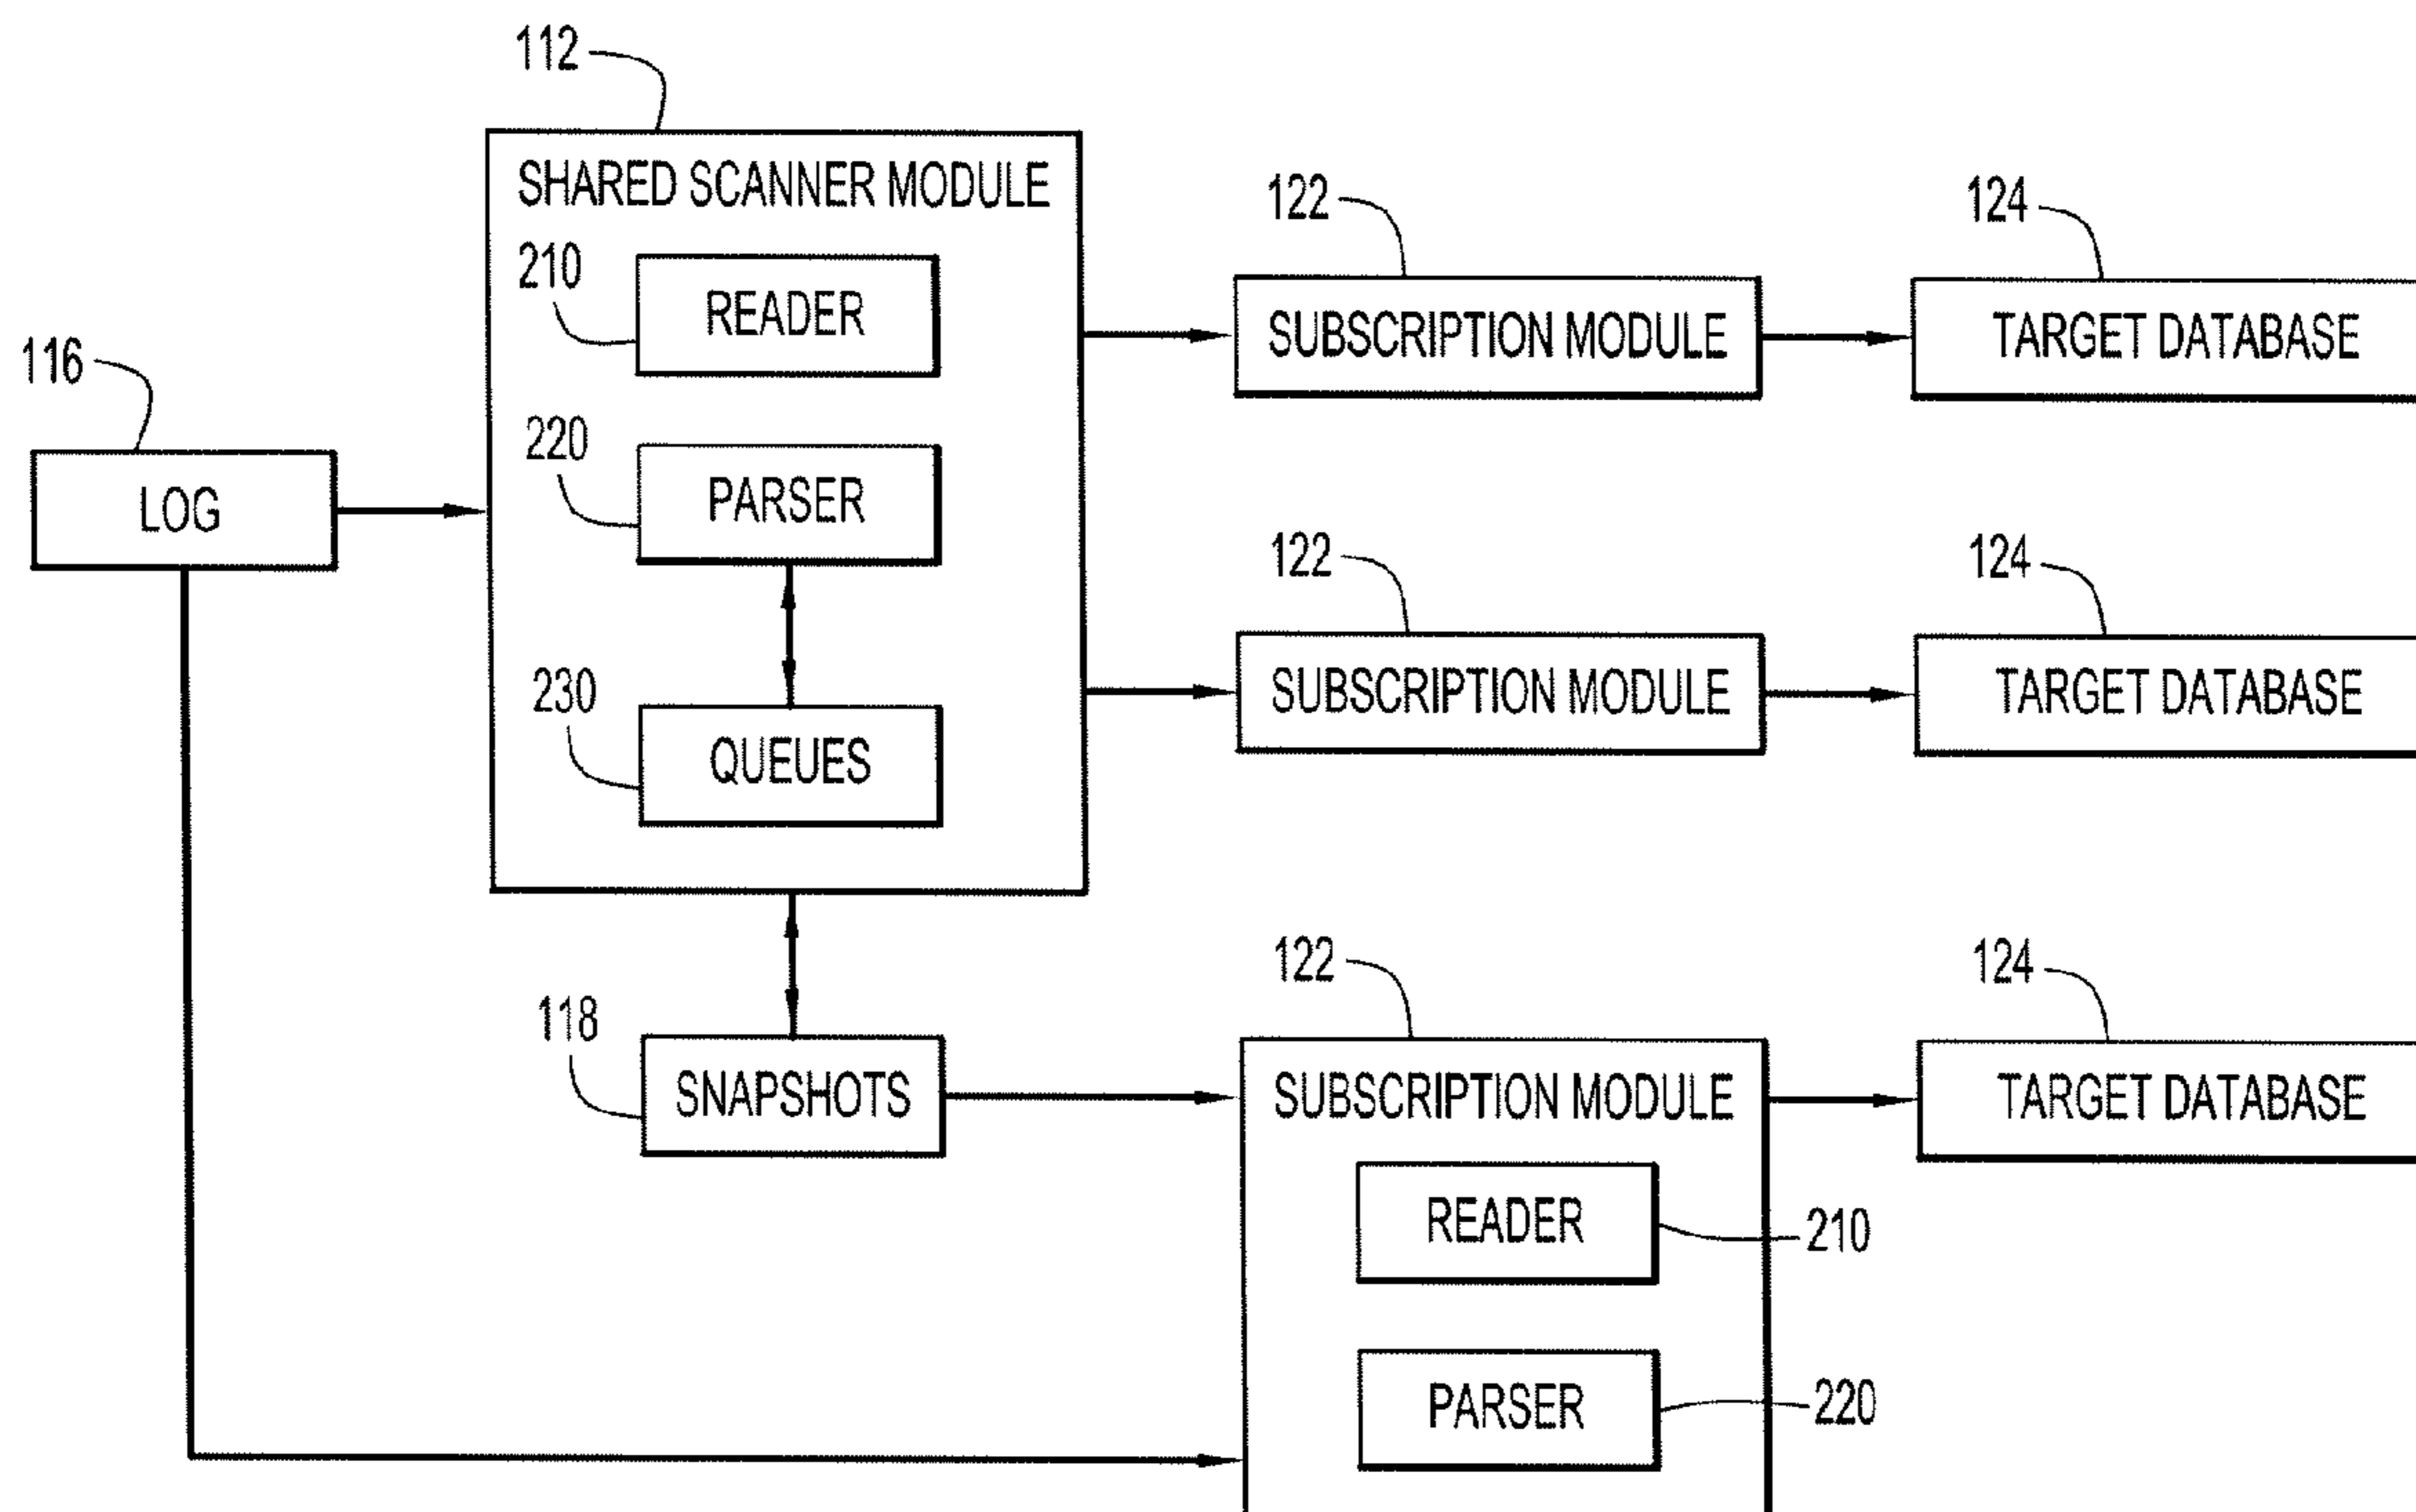 112
SHARED SCANNER MODULE
122
124
210
READER
SUBSCRIPTION MODULE
TARGET DATABASE
116
220
PARSER
LOG
122
124
230
QUEUES
SUBSCRIPTION MODULE
TARGET DATABASE
122
124
118
SNAPSHOTS
SUBSCRIPTION MODULE
TARGET DATABASE
READER
210
PARSER
220